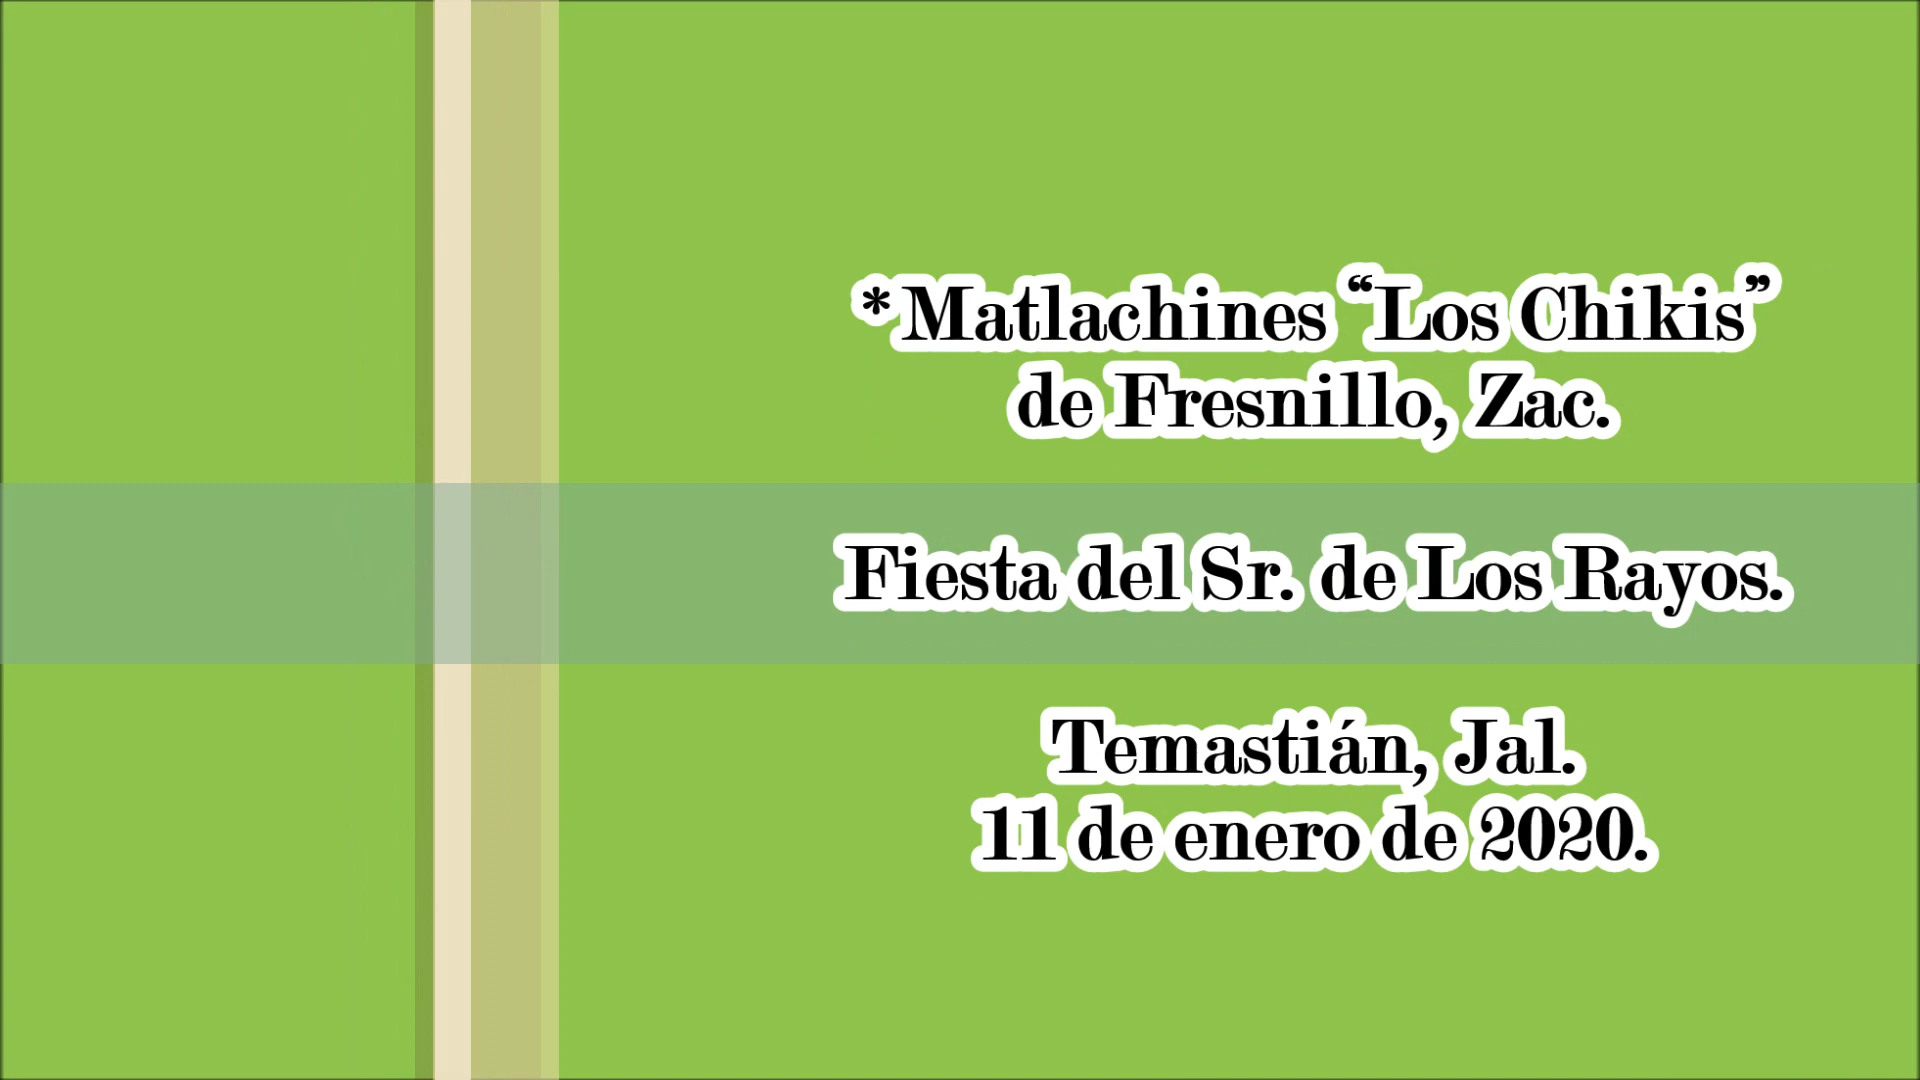 *Matlachines “Los Chikis”
de Fresnillo, Zac.
Fiesta del Sr. de Los Rayos.
Temastián, Jal.
11 de enero de 2020.